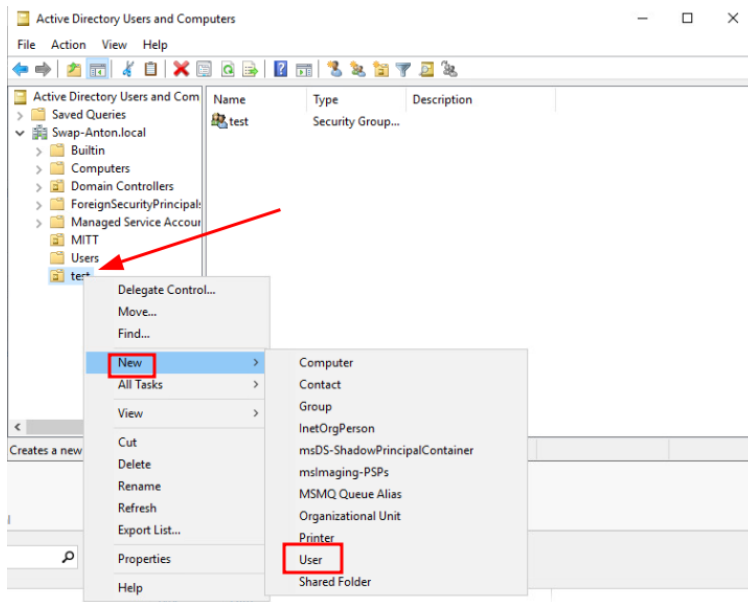 Active Directory Users and Computers
File Action View Help
Active Directory Users and Com
Name Type Description
Saved Queries
test Security Group...
Swap-Anton.local
Builtin
Computers
Domain Controllers
ForeignSecurityPrincipals
Managed Service Accour
MITT
Users
test
Delegate Control...
Move...
Find...
New
All Tasks
View
Cut
Delete
Rename
Refresh
Export List...
Properties
Help
Computer
Contact
Group
InetOrgPerson
msDS-ShadowPrincipalContainer
msImaging-PSPs
MSMQ Queue Alias
Organizational Unit
Printer
User
Shared Folder
Creates a new